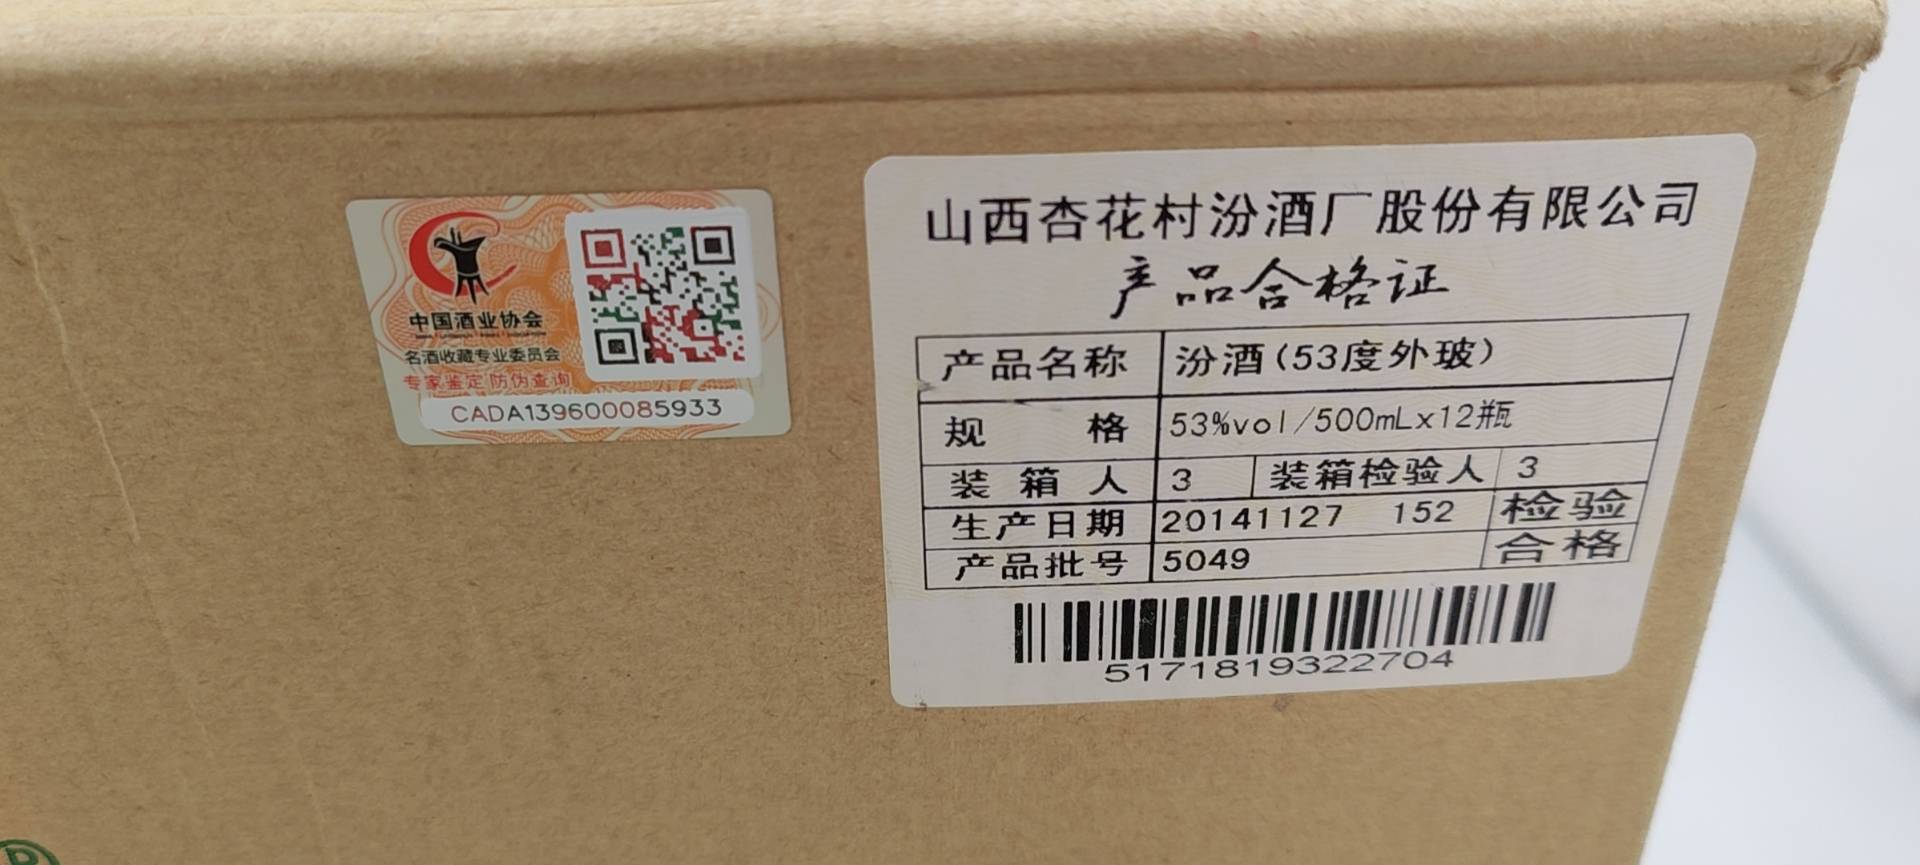 中国酒业协会
名酒收藏专业委员会
专家鉴定 防伪查询
CADA139600085933
山西杏花村汾酒厂股份有限公司
产品合格证
产品名称 汾酒(53度外玻)
规 格 53%vol/500mLx12瓶
装 箱 人 3 装箱检验人 3
生产日期 20141127 152 检验
产品批号 5049 合格
5171819322704